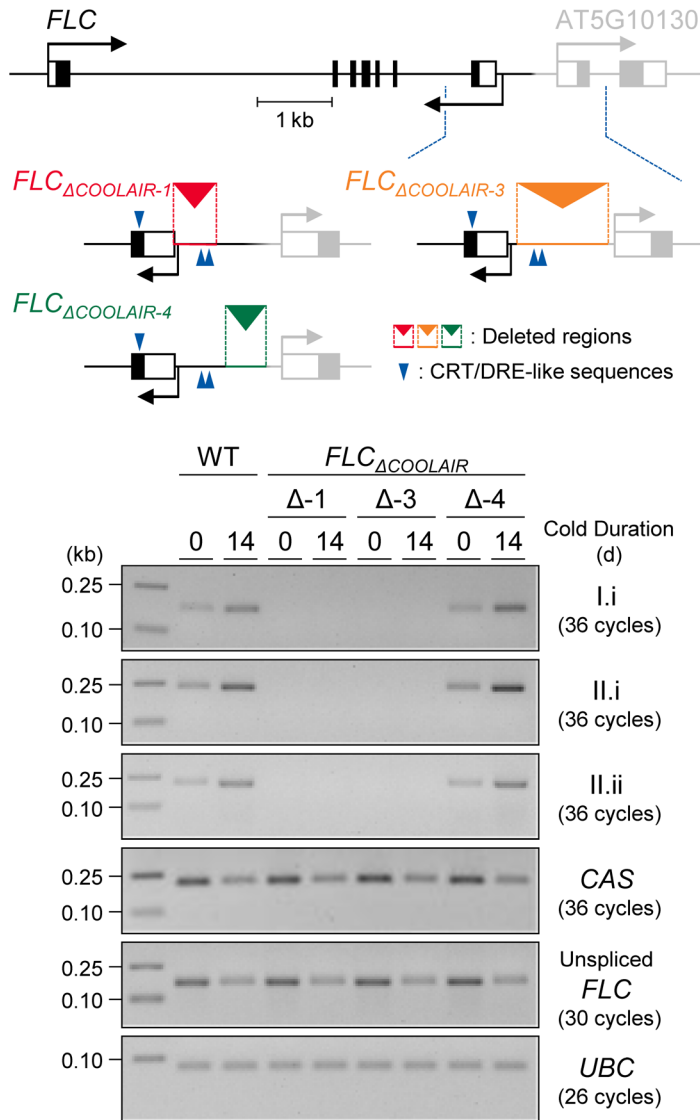 FLC
AT5G10130
1 kb
FLCΔCOOLAIR-1
FLCΔCOOLAIR-3
FLCΔCOOLAIR-4
: Deleted regions
: CRT/DRE-like sequences
WT
FLCΔCOOLAIR
Δ-1 Δ-3 Δ-4
(kb) 0 14 0 14 0 14 0 14 Cold Duration (d)
0.25
0.10
I.i
(36 cycles)
0.25
0.10
II.i
(36 cycles)
0.25
0.10
II.ii
(36 cycles)
0.25
0.10
CAS
(36 cycles)
0.25
0.10
Unspliced
FLC
(30 cycles)
0.10
UBC
(26 cycles)